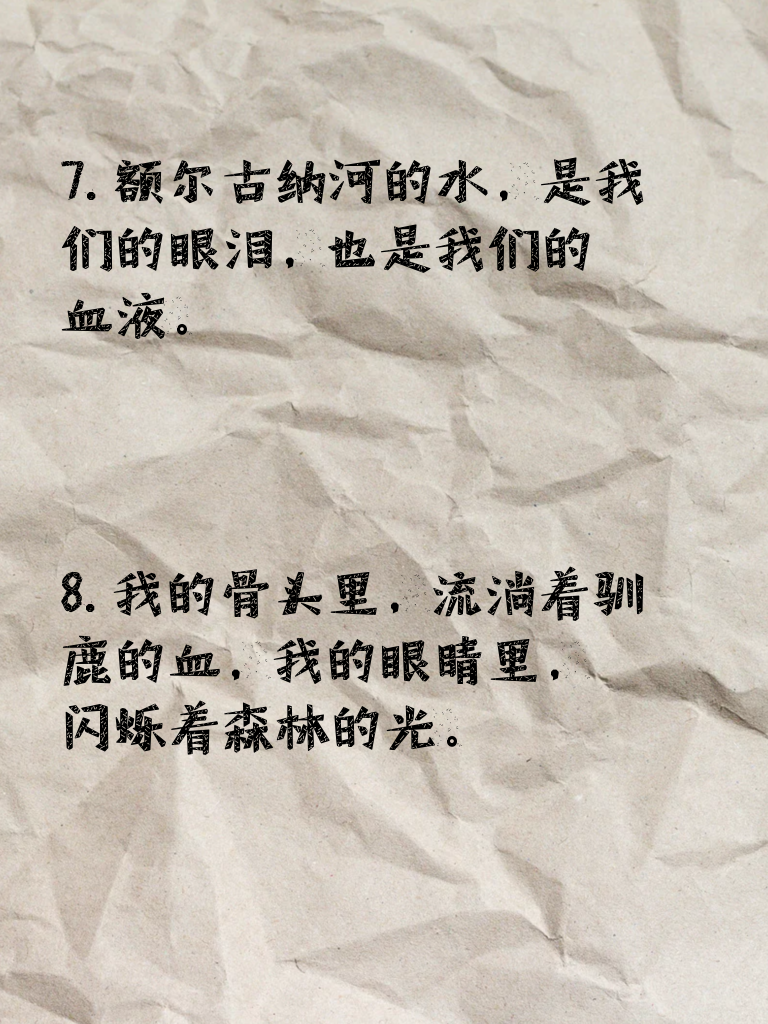 7. 额尔古纳河的水，是我
们的眼泪，也是我们的
血液。
8. 我的骨头里，流淌着驯
鹿的血，我的眼睛里，
闪烁着森林的光。